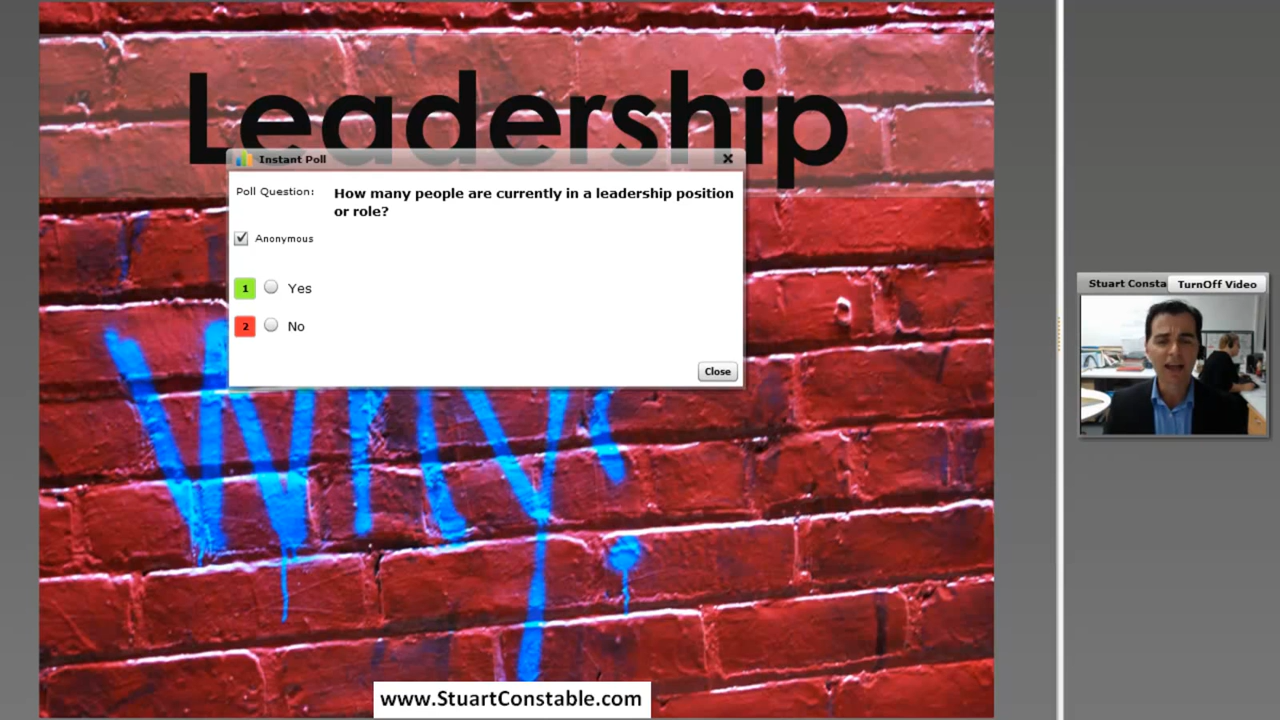 Leadership
Instant Poll
Poll Question:
How many people are currently in a leadership position
or role?
Anonymous
1 Yes
2 No
Close
www.StuartConstable.com
Stuart Consta
TurnOff Video